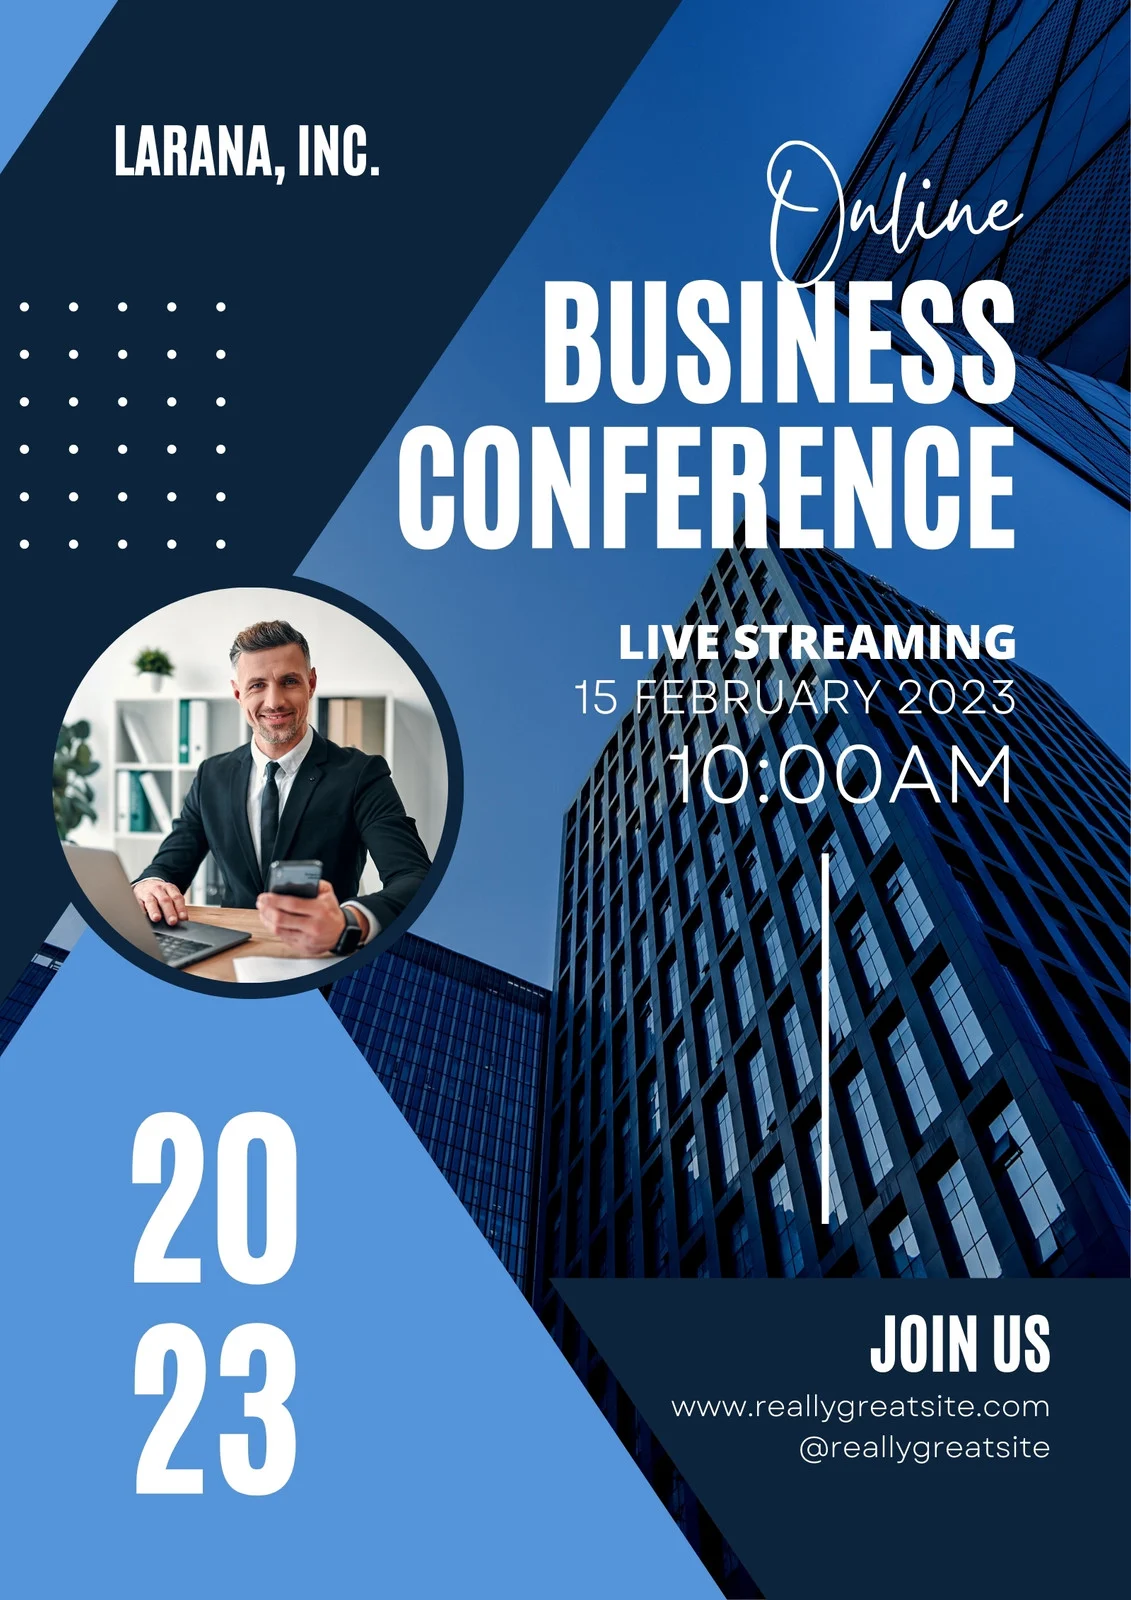 LARANA, INC.
Online
BUSINESS
CONFERENCE
LIVE STREAMING
15 FEBRUARY 2023
10:00AM
20
23
JOIN US
www.reallygreatsite.com
@reallygreatsite